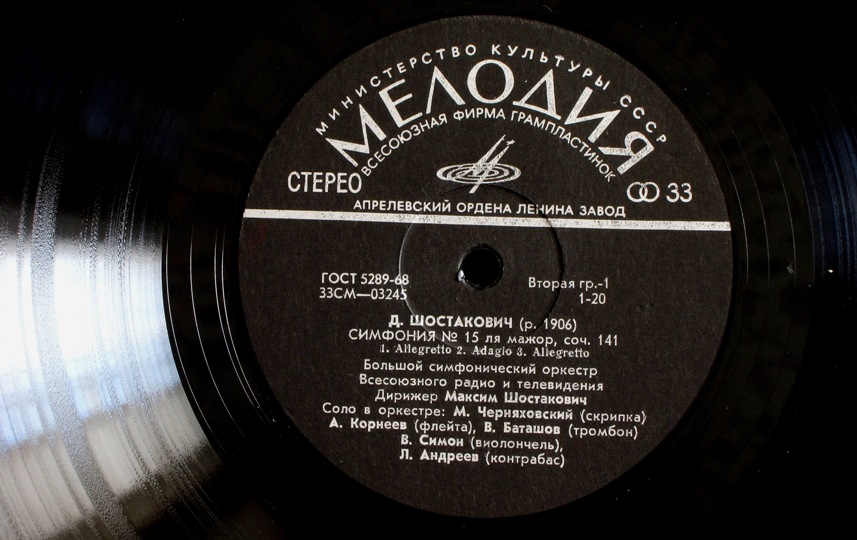 МИНИСТЕРСТВО КУЛЬТУРЫ СССР
МЕЛОДИЯ
ВСЕСОЮЗНАЯ ФИРМА ГРАМПЛАСТИНОК
СТЕРЕО
33
АПРЕЛЕВСКИЙ ОРДЕНА ЛЕНИНА ЗАВОД
ГОСТ 5289-68
Вторая гр.-1
33СМ—03245
1-20
Д. ШОСТАКОВИЧ (р. 1906)
СИМФОНИЯ № 15 ля мажор, соч. 141
1. Allegretto 2. Adagio 3. Allegretto
Большой симфонический оркестр
Всесоюзного радио и телевидения
Дирижер Максим Шостакович
Соло в оркестре: М. Черняховский (скрипка)
А. Корнеев (флейта), В. Баташов (тромбон)
В. Симон (виолончель),
Л. Андреев (контрабас)